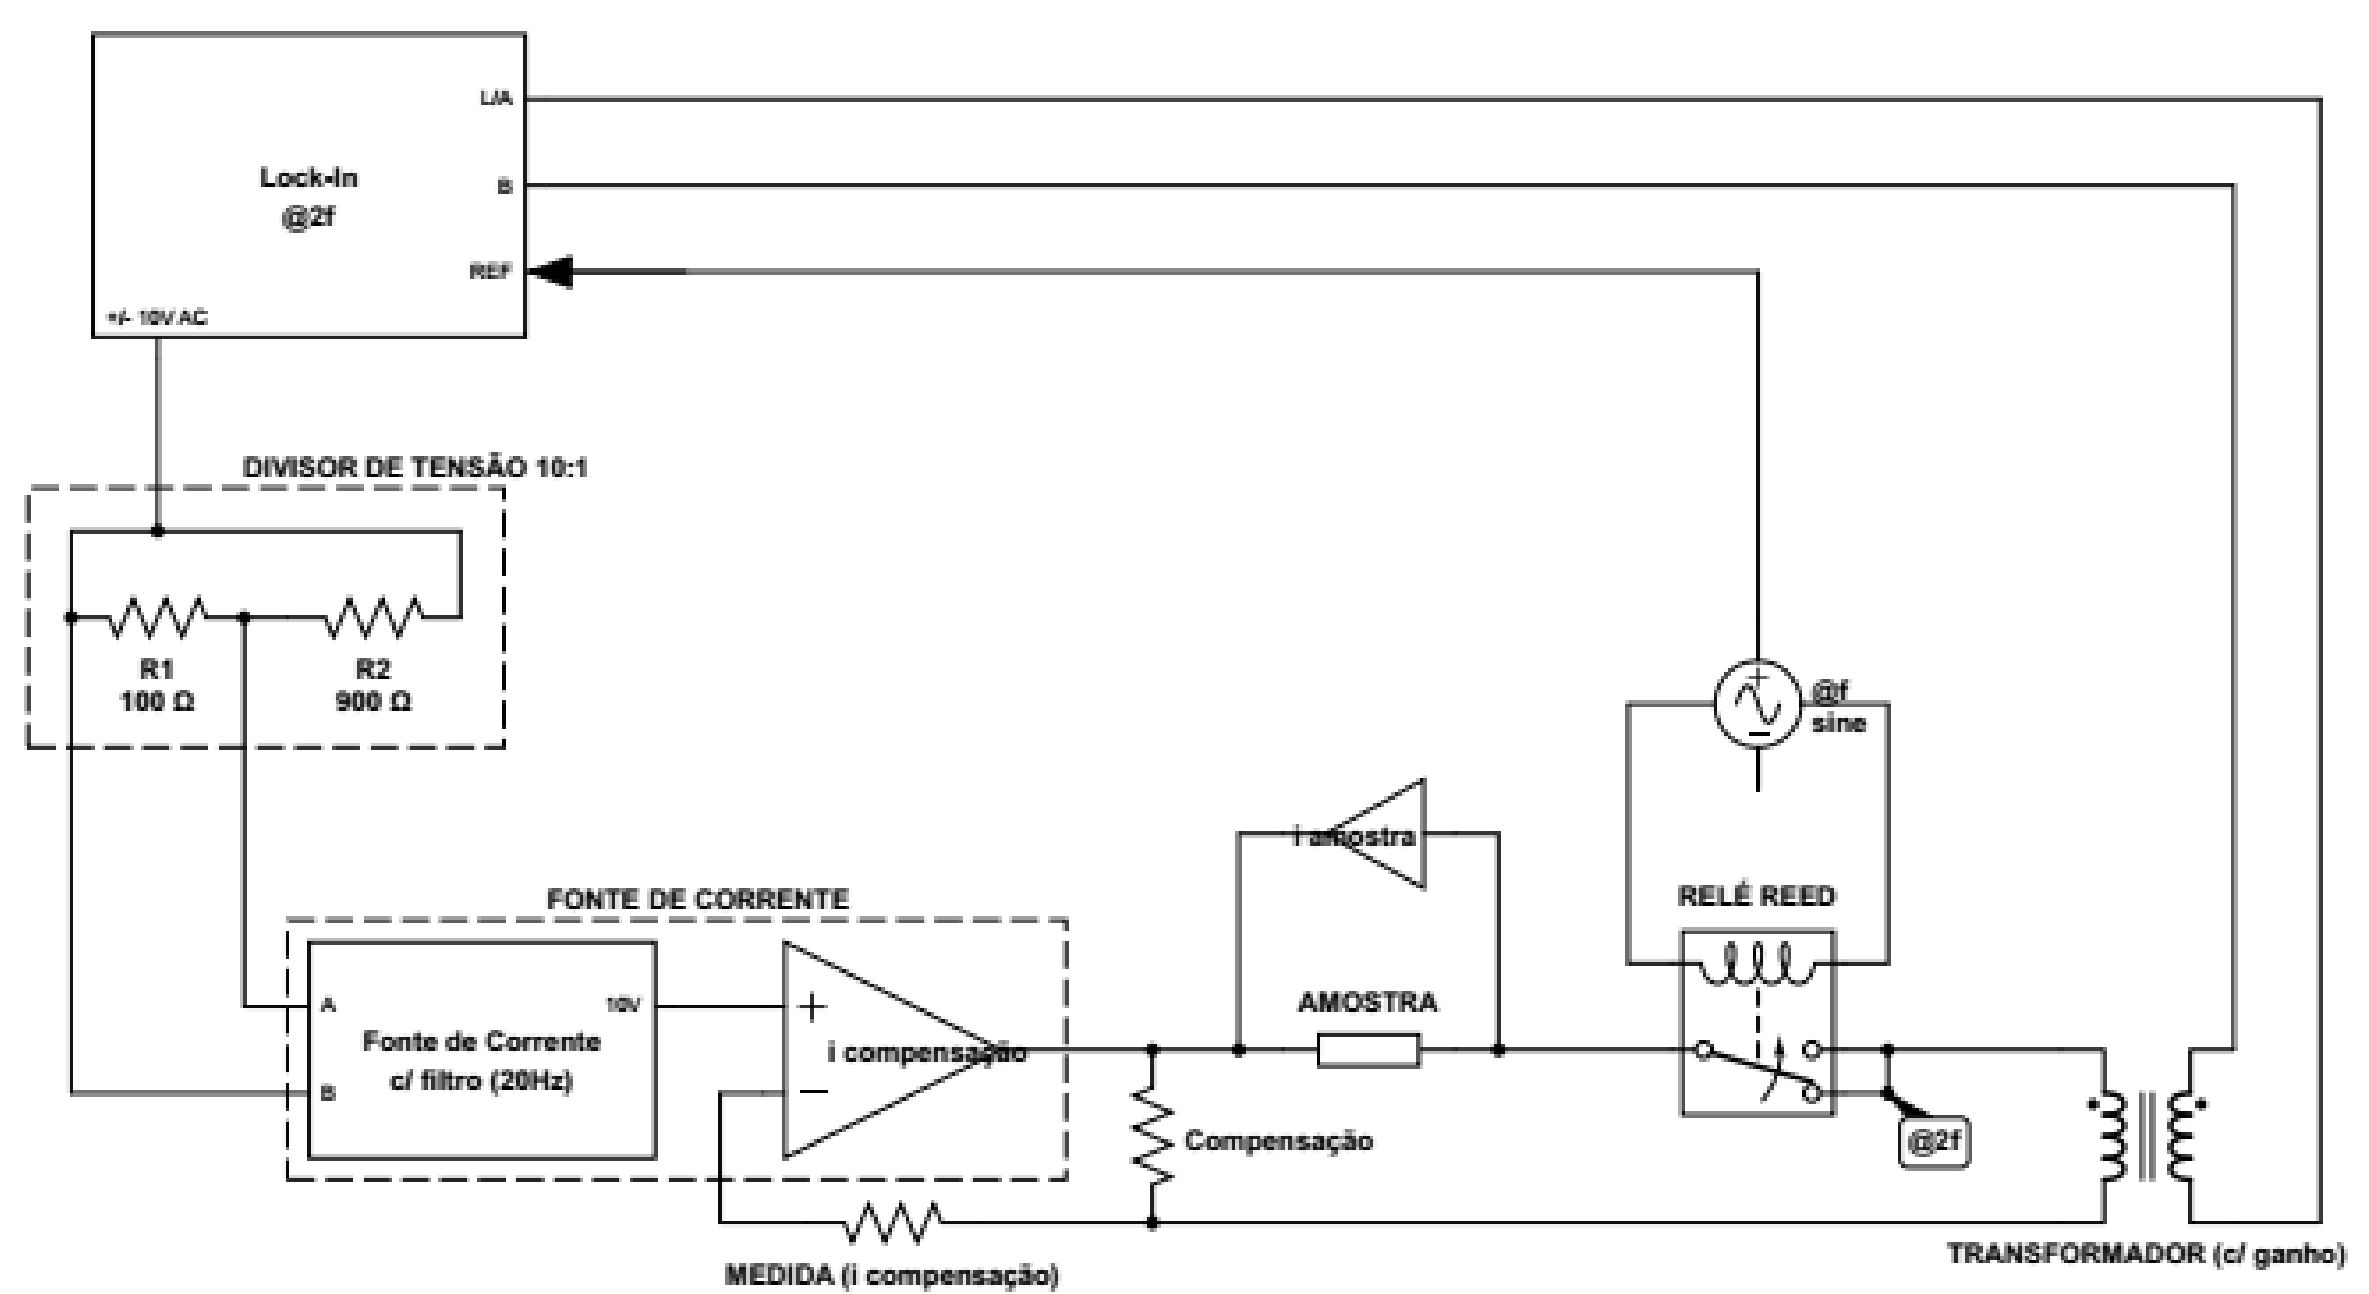 L/A
Lock-In
@2f
B
REF
+/- 10V AC
DIVISOR DE TENSÃO 10:1
R1
100 Ω
R2
900 Ω
@f
sine
i amostra
RELÉ REED
FONTE DE CORRENTE
A
10V
Fonte de Corrente
c/ filtro (20Hz)
B
+
i compensação
−
AMOSTRA
Compensação
@2f
MEDIDA (i compensação)
TRANSFORMADOR (c/ ganho)